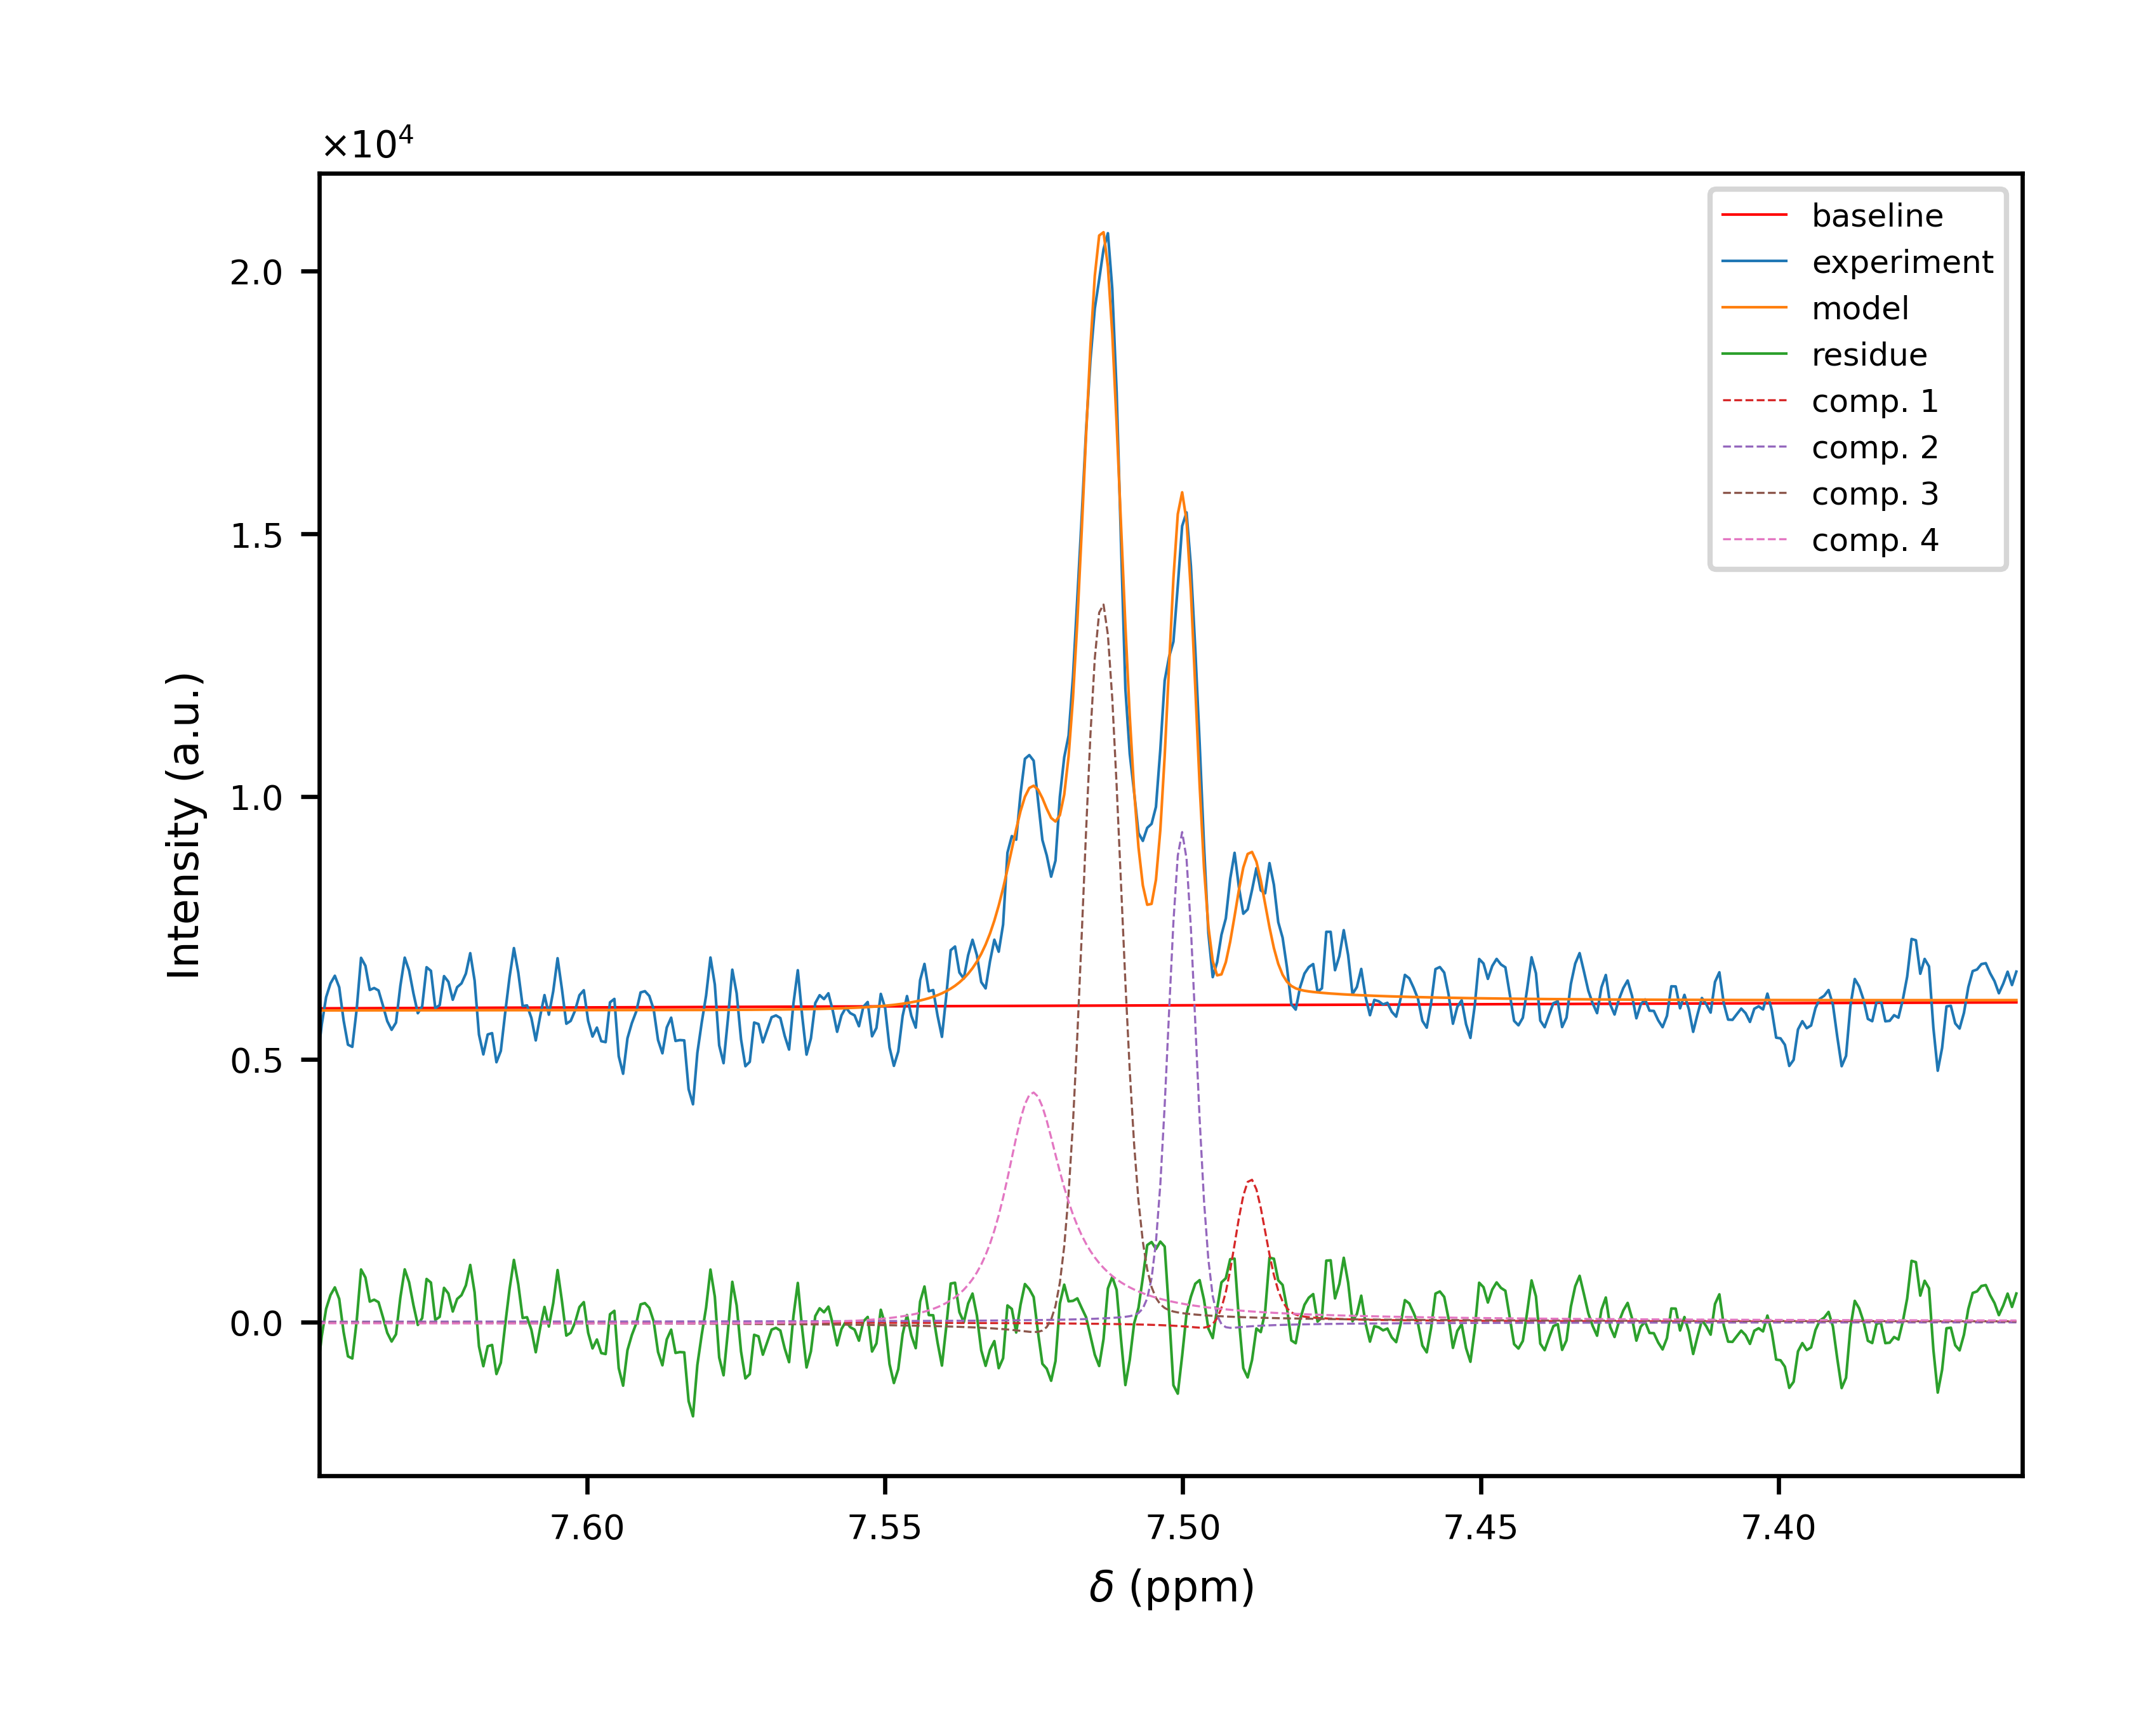 ×10⁴
baseline
experiment
model
residue
comp. 1
comp. 2
comp. 3
comp. 4
2.0
1.5
1.0
0.5
0.0
Intensity (a.u.)
7.60 7.55 7.50 7.45 7.40
δ (ppm)